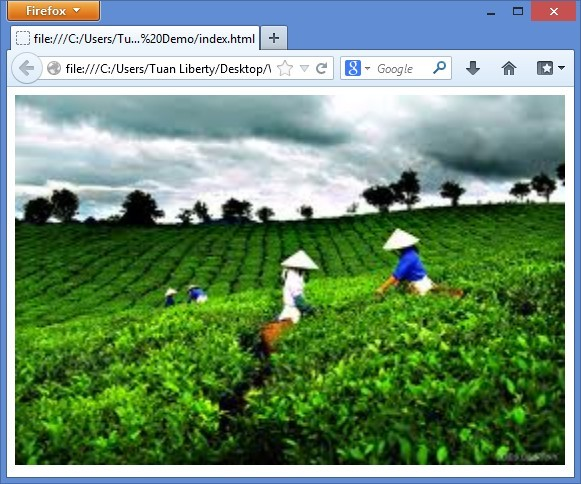 Firefox
file:///C:/Users/Tu...%20Demo/index.html
file:///C:/Users/Tuan Liberty/Desktop/
Google